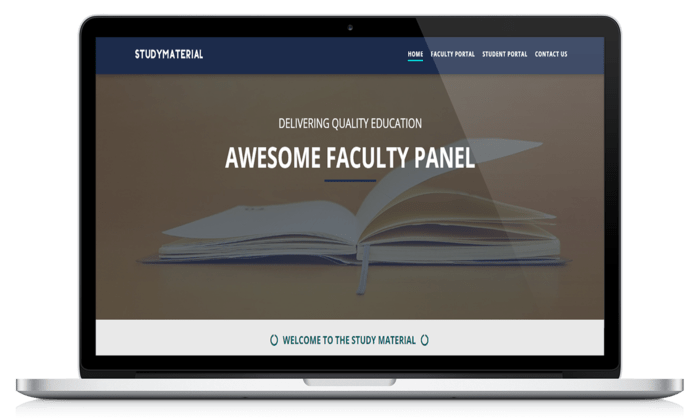 STUDYMATERIAL
HOME FACULTY PORTAL STUDENT PORTAL CONTACT US
DELIVERING QUALITY EDUCATION
AWESOME FACULTY PANEL
WELCOME TO THE STUDY MATERIAL